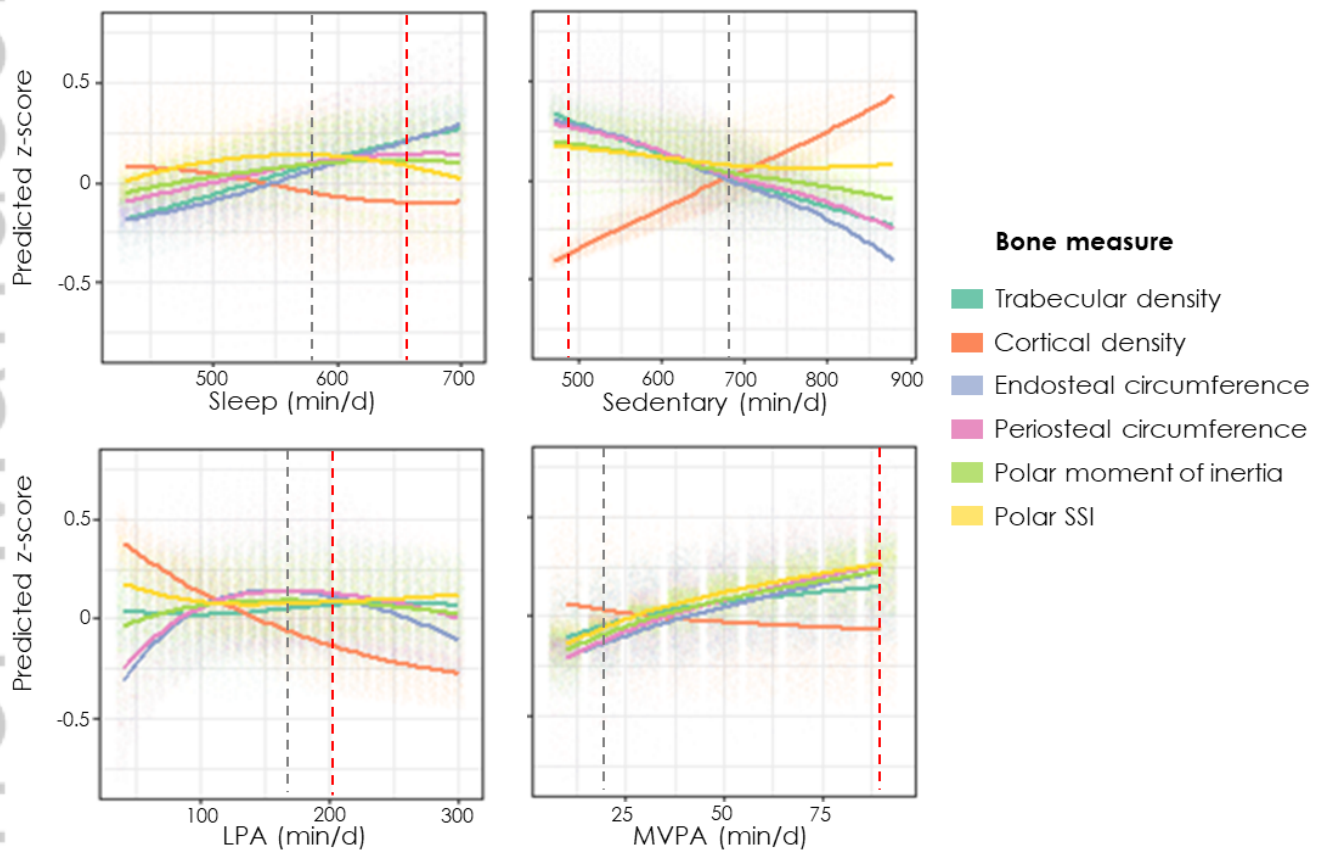 Predicted z-score
0.5
0
-0.5
500 600 700
Sleep (min/d)
500 600 700 800 900
Sedentary (min/d)
Predicted z-score
0.5
0
-0.5
100 200 300
LPA (min/d)
25 50 75
MVPA (min/d)
Bone measure
Trabecular density
Cortical density
Endosteal circumference
Periosteal circumference
Polar moment of inertia
Polar SSI